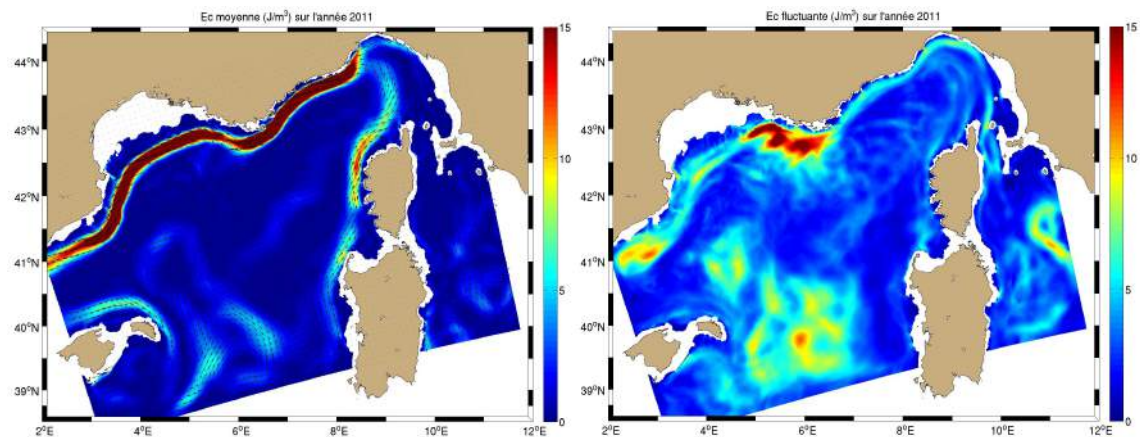 Ec moyenne (J/m³) sur l'année 2011
44°N
43°N
42°N
41°N
40°N
39°N
2°E
4°E
6°E
8°E
10°E
12°E
15
10
5
0
Ec fluctuante (J/m³) sur l'année 2011
44°N
43°N
42°N
41°N
40°N
39°N
2°E
4°E
6°E
8°E
10°E
12°E
15
10
5
0